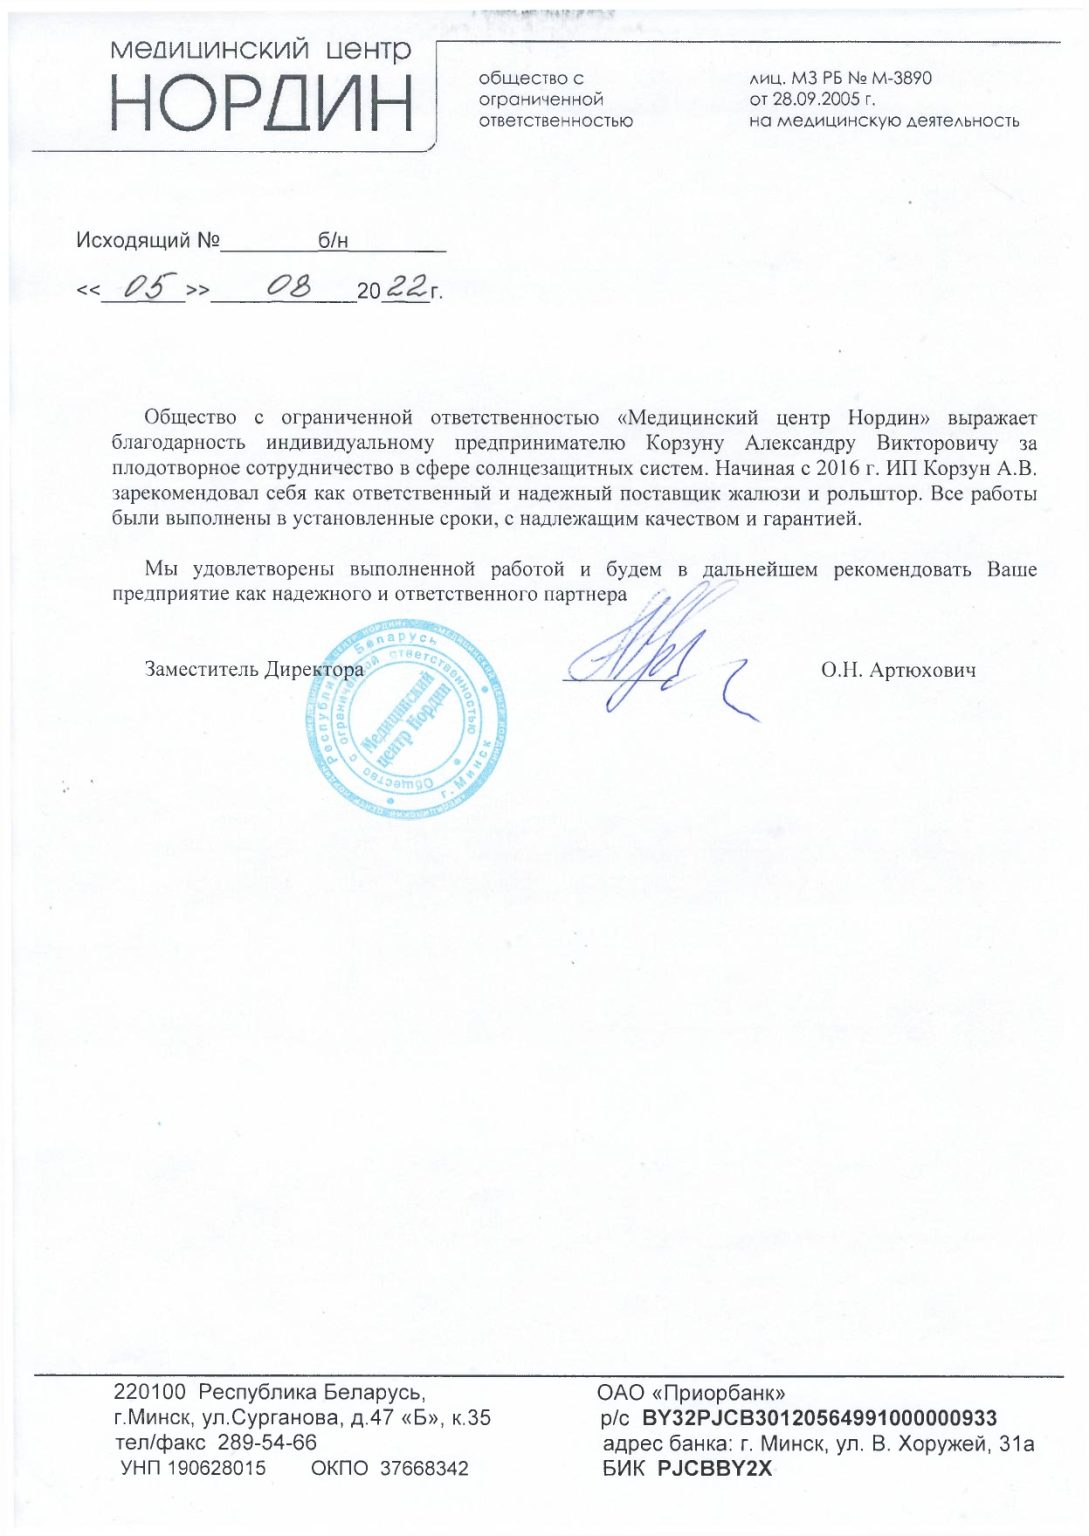 медицинский центр
НОРДИН
общество с
ограниченной
ответственностью
лиц. МЗ РБ № М-3890
от 28.09.2005 г.
на медицинскую деятельность
Исходящий №________б/н________
<<__05__>>____08____2022г.
Общество с ограниченной ответственностью «Медицинский центр Нордин» выражает
благодарность индивидуальному предпринимателю Корзуну Александру Викторовичу за
плодотворное сотрудничество в сфере солнцезащитных систем. Начиная с 2016 г. ИП Корзун А.В.
зарекомендовал себя как ответственный и надежный поставщик жалюзи и рольштор. Все работы
были выполнены в установленные сроки, с надлежащим качеством и гарантией.
Мы удовлетворены выполненной работой и будем в дальнейшем рекомендовать Ваше
предприятие как надежного и ответственного партнера
Заместитель Директора
О.Н. Артюхович
Республика Беларусь
г. Минск
Общество с ограниченной ответственностью
Медицинский
центр Нордин
220100 Республика Беларусь,
г.Минск, ул.Сурганова, д.47 «Б», к.35
тел/факс 289-54-66
УНП 190628015 ОКПО 37668342
ОАО «Приорбанк»
р/с BY32PJCB30120564991000000933
адрес банка: г. Минск, ул. В. Хоружей, 31а
БИК PJCBBY2X